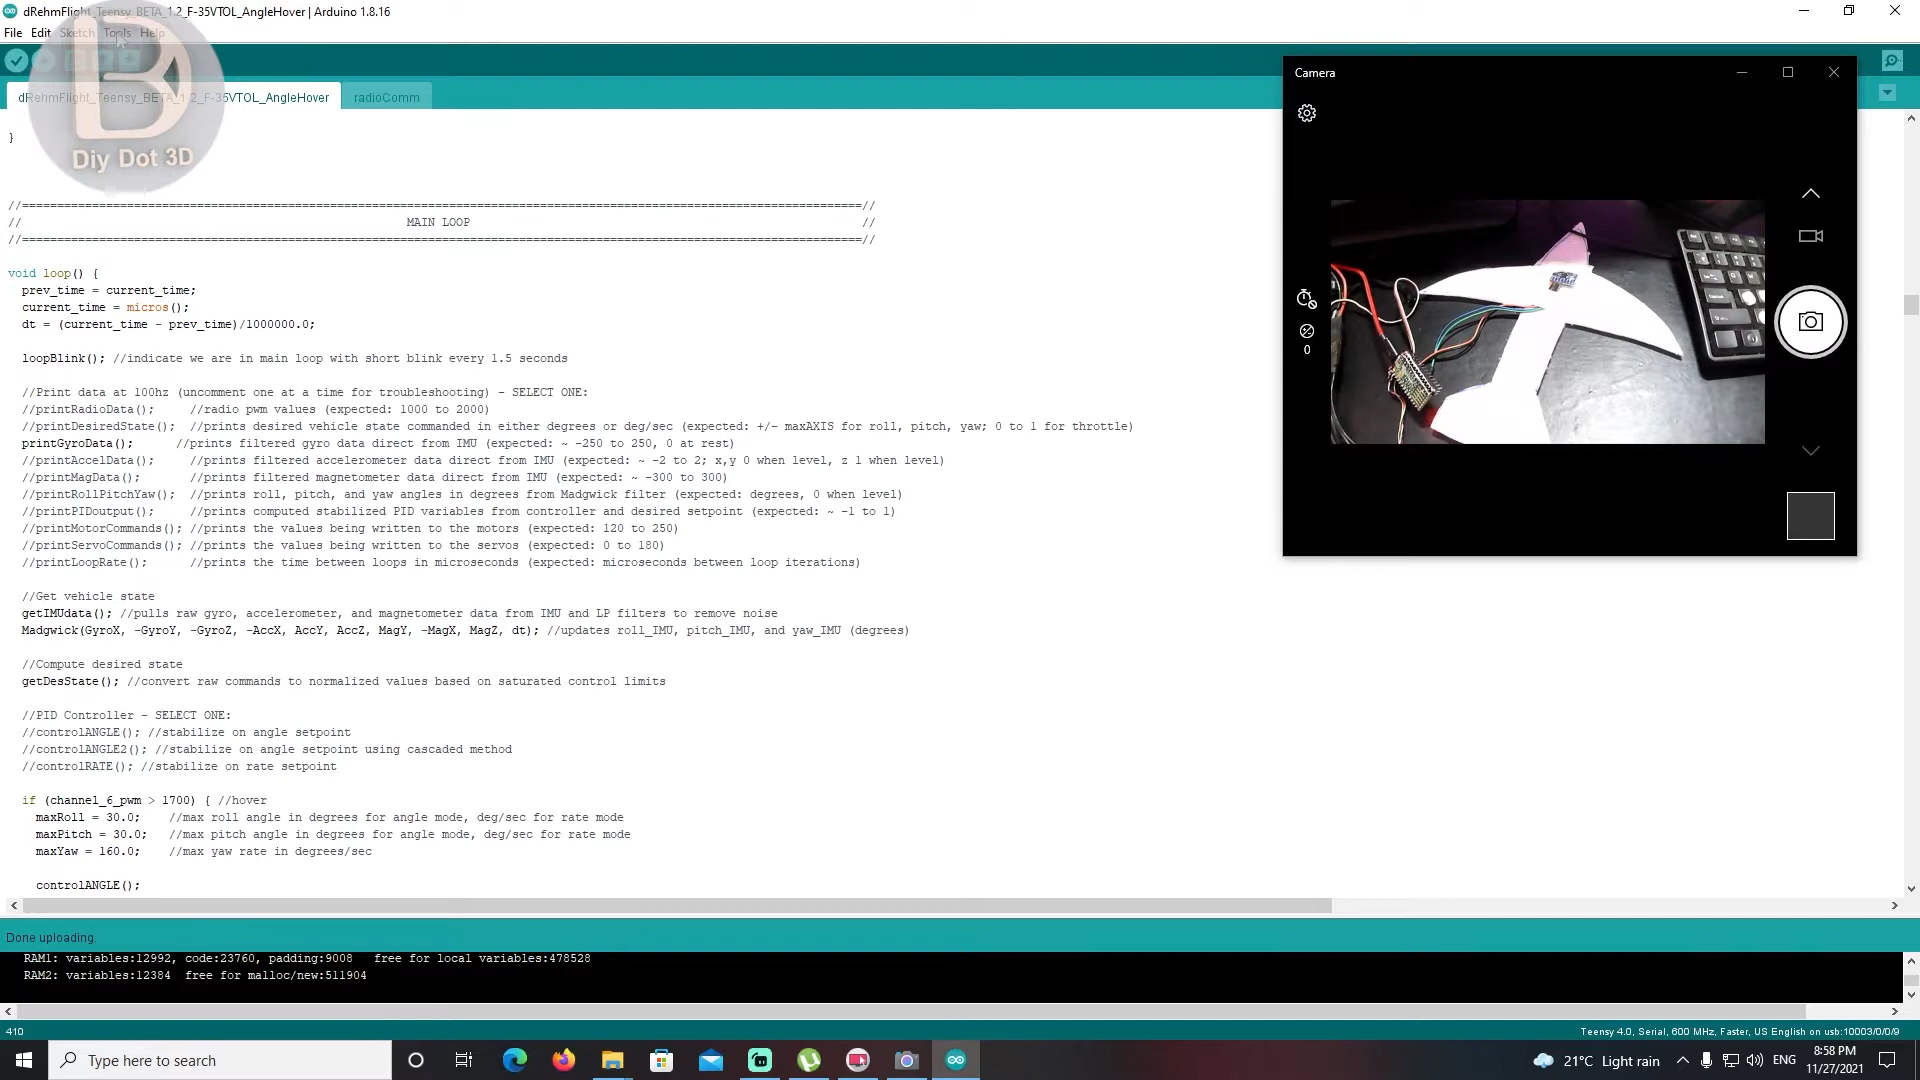 dRehmFlight_Teensy_BETA_1.2_F-35VTOL_AngleHover | Arduino 1.8.16
File Edit Sketch Tools Help
dRehmFlight_Teensy_BETA_1.2_F-35VTOL_AngleHover radioComm
Diy Dot 3D
}
//========================================================================================================================//
// MAIN LOOP //
//========================================================================================================================//
void loop() {
prev_time = current_time;
current_time = micros();
dt = (current_time - prev_time)/1000000.0;
loopBlink(); //indicate we are in main loop with short blink every 1.5 seconds
//Print data at 100hz (uncomment one at a time for troubleshooting) - SELECT ONE:
//printRadioData(); //radio pwm values (expected: 1000 to 2000)
//printDesiredState(); //prints desired vehicle state commanded in either degrees or deg/sec (expected: +/- maxAXIS for roll, pitch, yaw; 0 to 1 for throttle)
printGyroData(); //prints filtered gyro data direct from IMU (expected: ~ -250 to 250, 0 at rest)
//printAccelData(); //prints filtered accelerometer data direct from IMU (expected: ~ -2 to 2; x,y 0 when level, z 1 when level)
//printMagData(); //prints filtered magnetometer data direct from IMU (expected: ~ -300 to 300)
//printRollPitchYaw(); //prints roll, pitch, and yaw angles in degrees from Madgwick filter (expected: degrees, 0 when level)
//printPIDoutput(); //prints computed stabilized PID variables from controller and desired setpoint (expected: ~ -1 to 1)
//printMotorCommands(); //prints the values being written to the motors (expected: 120 to 250)
//printServoCommands(); //prints the values being written to the servos (expected: 0 to 180)
//printLoopRate(); //prints the time between loops in microseconds (expected: microseconds between loop iterations)
//Get vehicle state
getIMUdata(); //pulls raw gyro, accelerometer, and magnetometer data from IMU and LP filters to remove noise
Madgwick(GyroX, -GyroY, -GyroZ, -AccX, AccY, AccZ, MagY, -MagX, MagZ, dt); //updates roll_IMU, pitch_IMU, and yaw_IMU (degrees)
//Compute desired state
getDesState(); //convert raw commands to normalized values based on saturated control limits
//PID Controller - SELECT ONE:
//controlANGLE(); //stabilize on angle setpoint
//controlANGLE2(); //stabilize on angle setpoint using cascaded method
//controlRATE(); //stabilize on rate setpoint
if (channel_6_pwm > 1700) { //hover
maxRoll = 30.0; //max roll angle in degrees for angle mode, deg/sec for rate mode
maxPitch = 30.0; //max pitch angle in degrees for angle mode, deg/sec for rate mode
maxYaw = 160.0; //max yaw rate in degrees/sec
controlANGLE();
Camera
0
Done uploading.
RAM1: variables:12992, code:23760, padding:9008 free for local variables:478528
RAM2: variables:12384 free for malloc/new:511904
410
Teensy 4.0, Serial, 600 MHz, Faster, US English on usb:10003/0/0/9
Type here to search
21°C Light rain
ENG
8:58 PM
11/27/2021